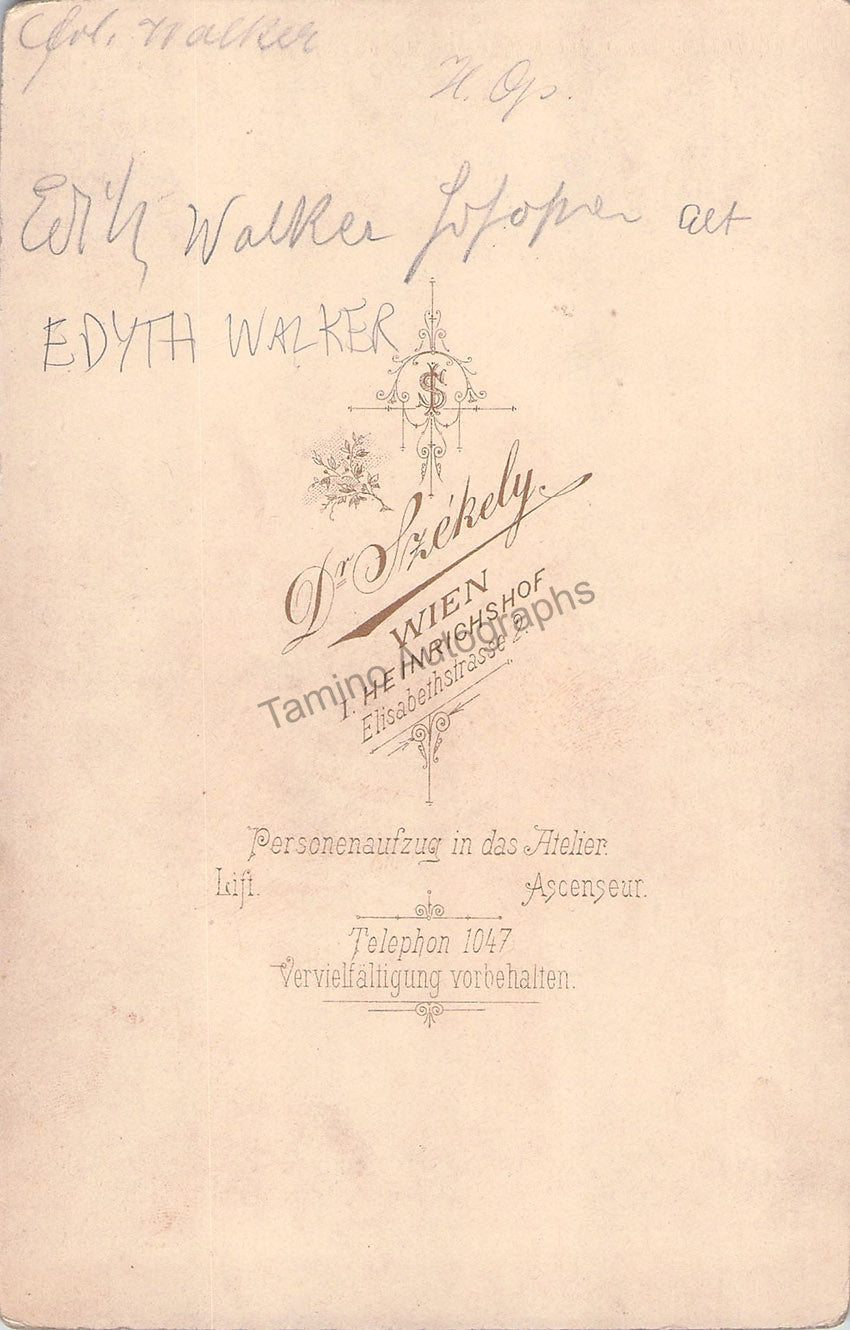 Frl. Walker
H. Op.
Edith Walker Hofoper alt
EDYTH WALKER
Dr Székely
WIEN
I. HEINRICHSHOF
Elisabethstrasse 2.
Tamino Autographs
Personenaufzug in das Atelier.
Lift. Ascenseur.
Telephon 1047
Vervielfältigung vorbehalten.